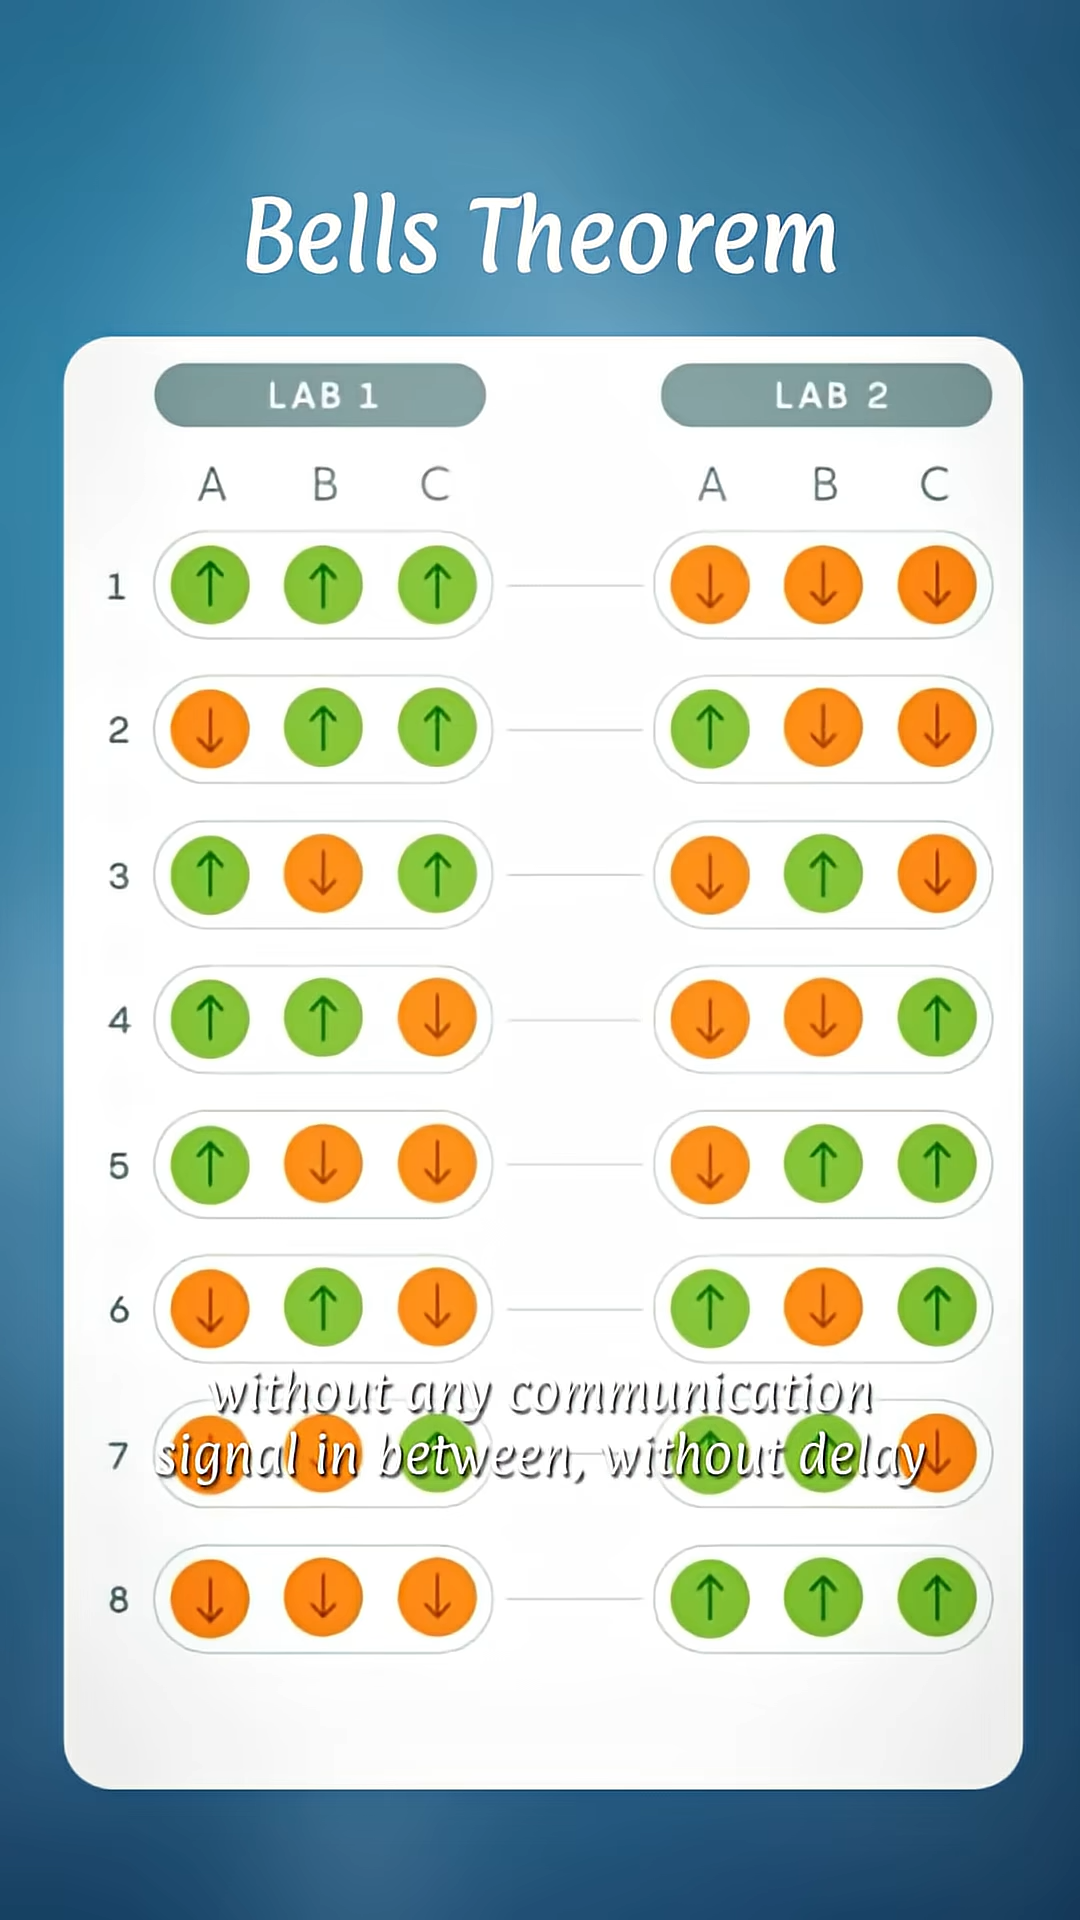 Bells Theorem
LAB 1 LAB 2
A B C A B C
1
2
3
4
5
6
without any communication
7
signal in between, without delay
8